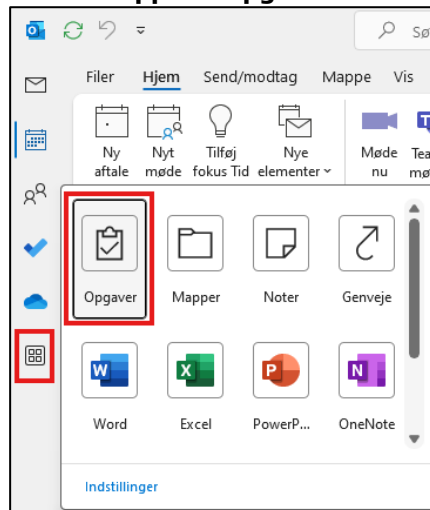 Sø
Filer Hjem Send/modtag Mappe Vis
Ny aftale
Nyt møde
Tilføj fokus Tid
Nye elementer
Møde nu
Opgaver Mapper Noter Genveje
Word Excel PowerP... OneNote
Indstillinger